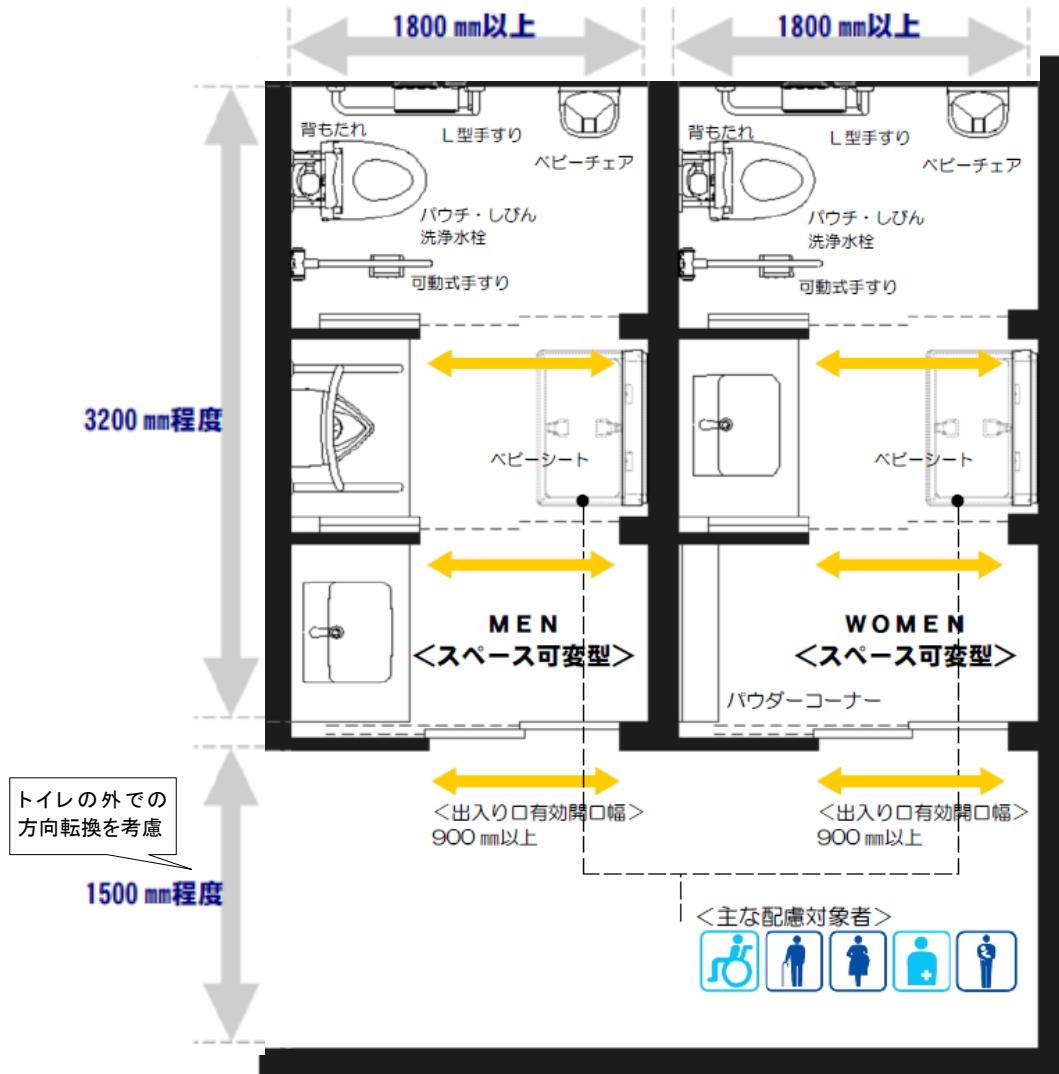 1800 ㎜以上
1800 ㎜以上
背もたれ
L型手すり
ベビーチェア
パウチ・しびん
洗浄水栓
可動式手すり
背もたれ
L型手すり
ベビーチェア
パウチ・しびん
洗浄水栓
可動式手すり
3200 ㎜程度
ベビーシート
ベビーシート
MEN
<スペース可変型>
WOMEN
<スペース可変型>
パウダーコーナー
トイレの外での
方向転換を考慮
1500 ㎜程度
<出入り口有効開口幅>
900 ㎜以上
<出入り口有効開口幅>
900 ㎜以上
<主な配慮対象者>